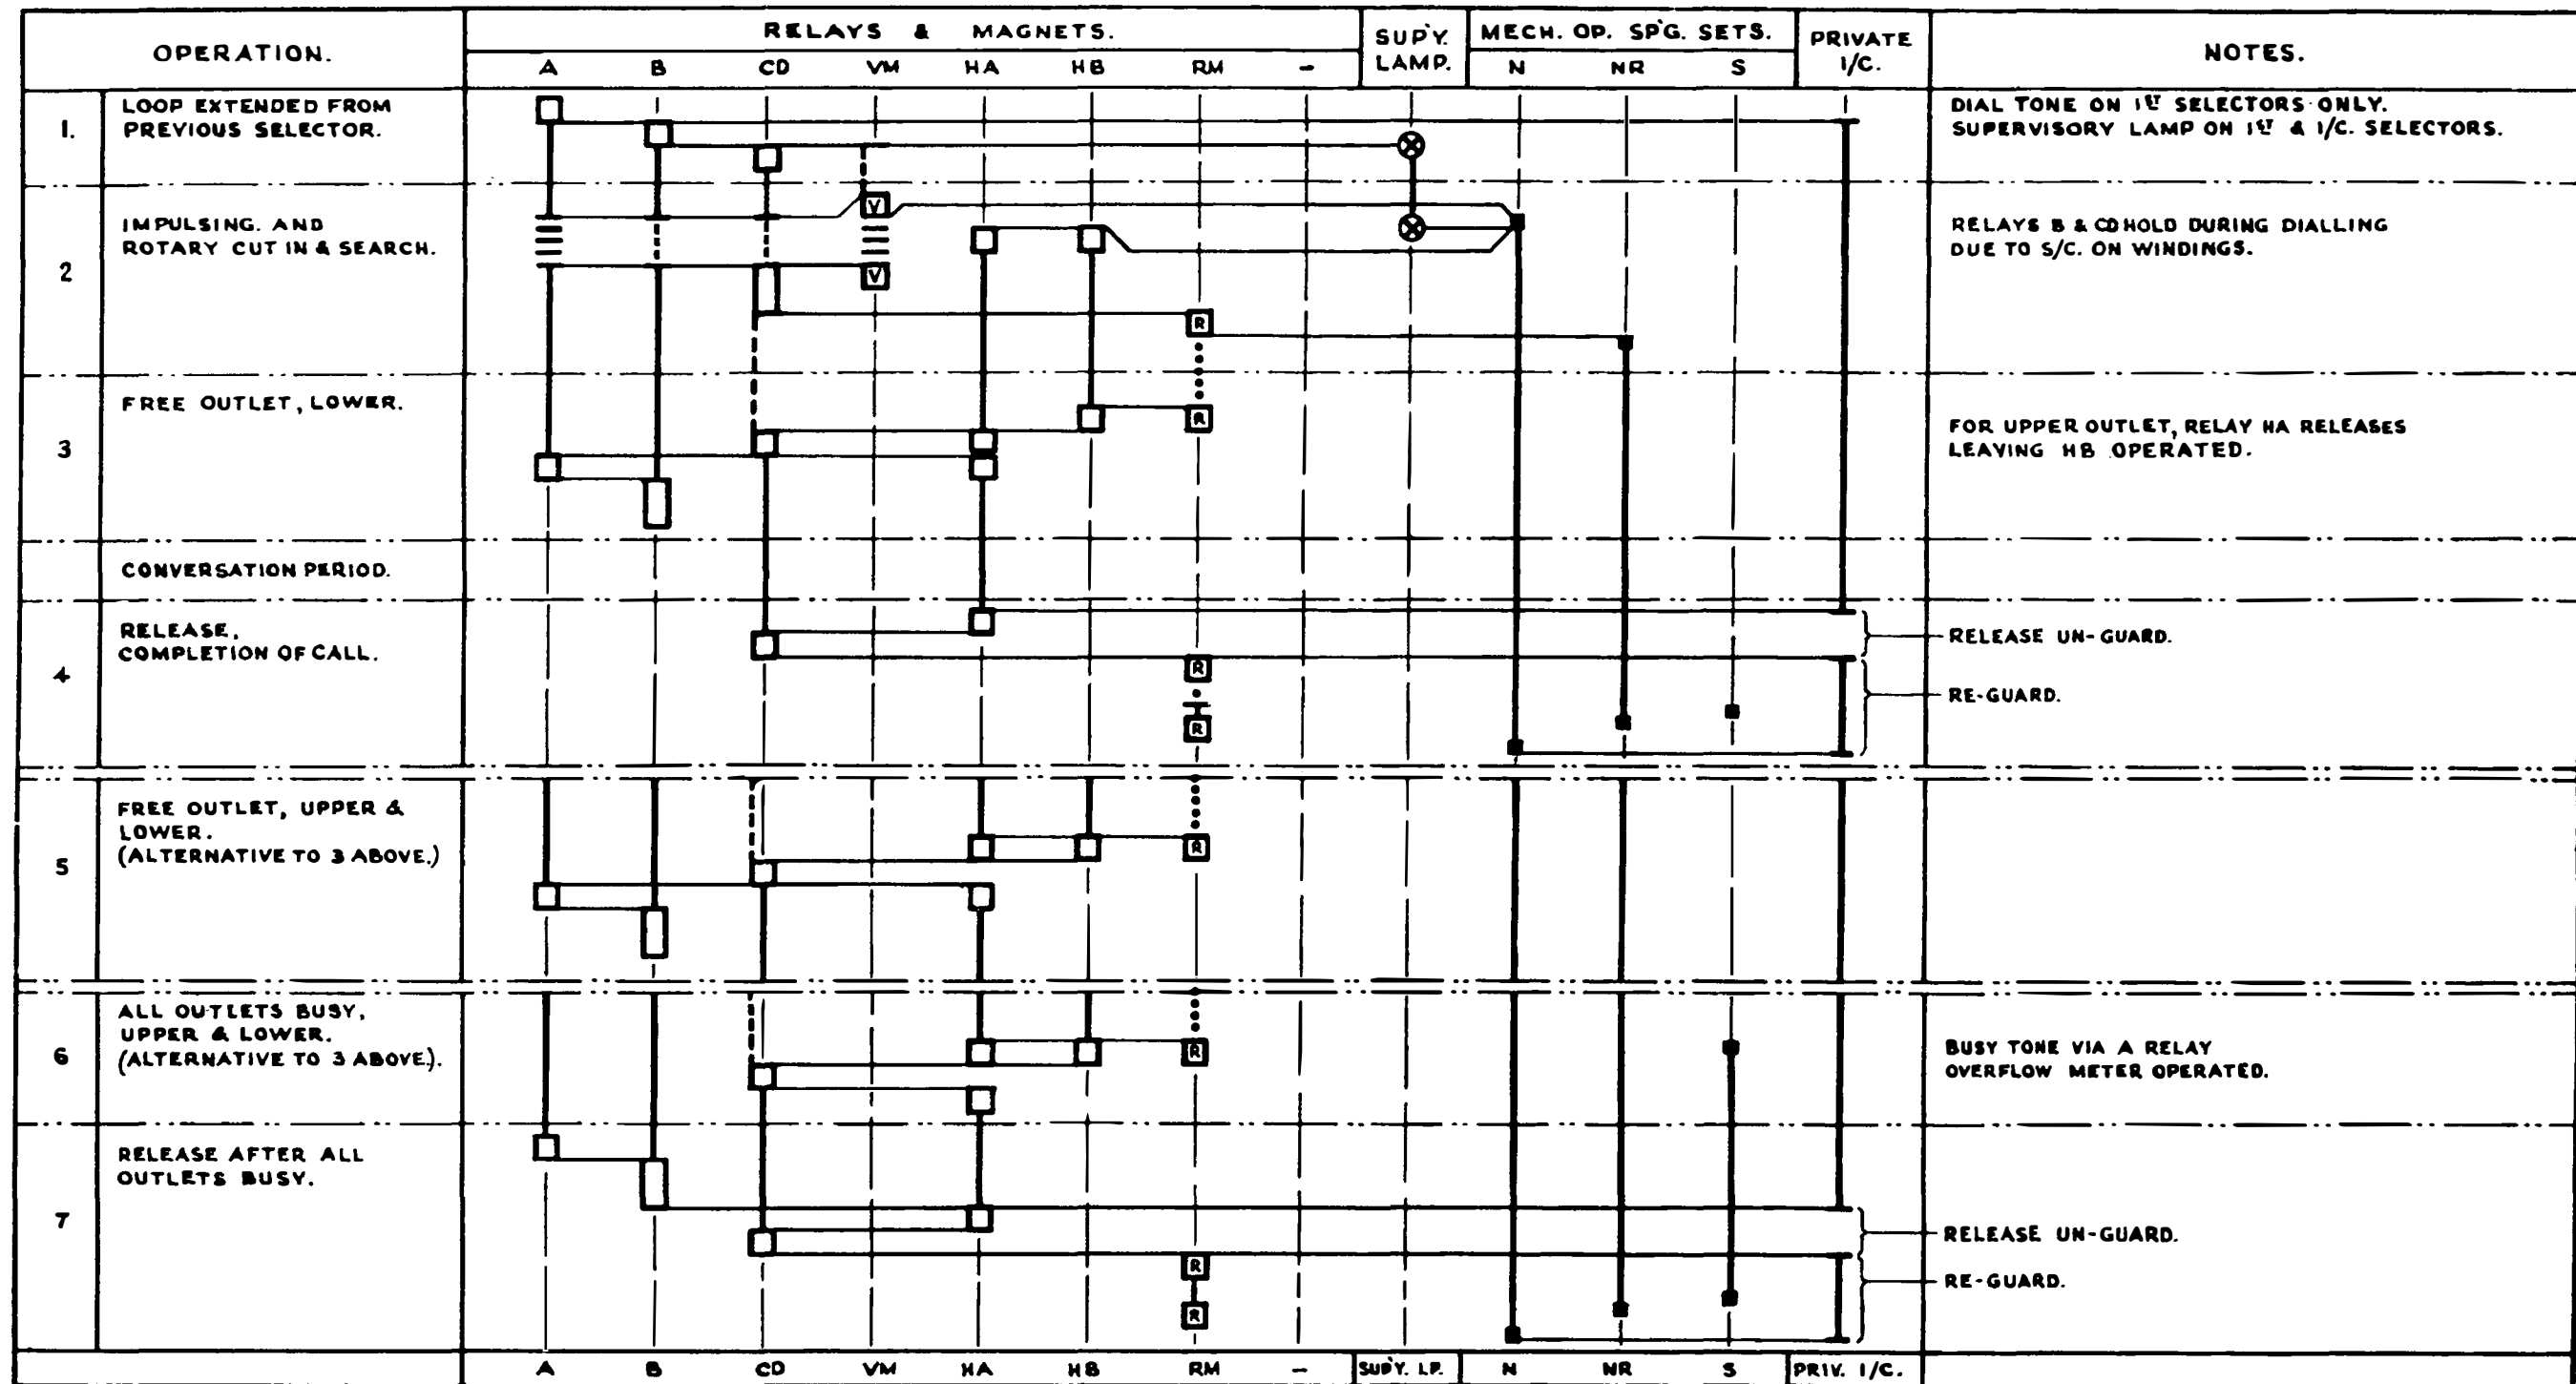 OPERATION.
RELAYS & MAGNETS.
SUP'Y. LAMP.
MECH. OP. SP'G. SETS.
PRIVATE I/C.
NOTES.
A B CD VM HA HB RM - N NR S
1.
LOOP EXTENDED FROM
PREVIOUS SELECTOR.
DIAL TONE ON 1ST SELECTORS ONLY.
SUPERVISORY LAMP ON 1ST & I/C. SELECTORS.
2
IMPULSING. AND
ROTARY CUT IN & SEARCH.
V
V
R
RELAYS B & CD HOLD DURING DIALLING
DUE TO S/C. ON WINDINGS.
3
FREE OUTLET, LOWER.
R
FOR UPPER OUTLET, RELAY HA RELEASES
LEAVING HB OPERATED.
CONVERSATION PERIOD.
4
RELEASE,
COMPLETION OF CALL.
R
R
RELEASE UN-GUARD.
RE-GUARD.
5
FREE OUTLET, UPPER &
LOWER.
(ALTERNATIVE TO 3 ABOVE.)
R
6
ALL OUTLETS BUSY,
UPPER & LOWER.
(ALTERNATIVE TO 3 ABOVE).
R
BUSY TONE VIA A RELAY
OVERFLOW METER OPERATED.
7
RELEASE AFTER ALL
OUTLETS BUSY.
R
R
RELEASE UN-GUARD.
RE-GUARD.
A B CD VM HA HB RM - SUP'Y. LP. N NR S PRIV. I/C.